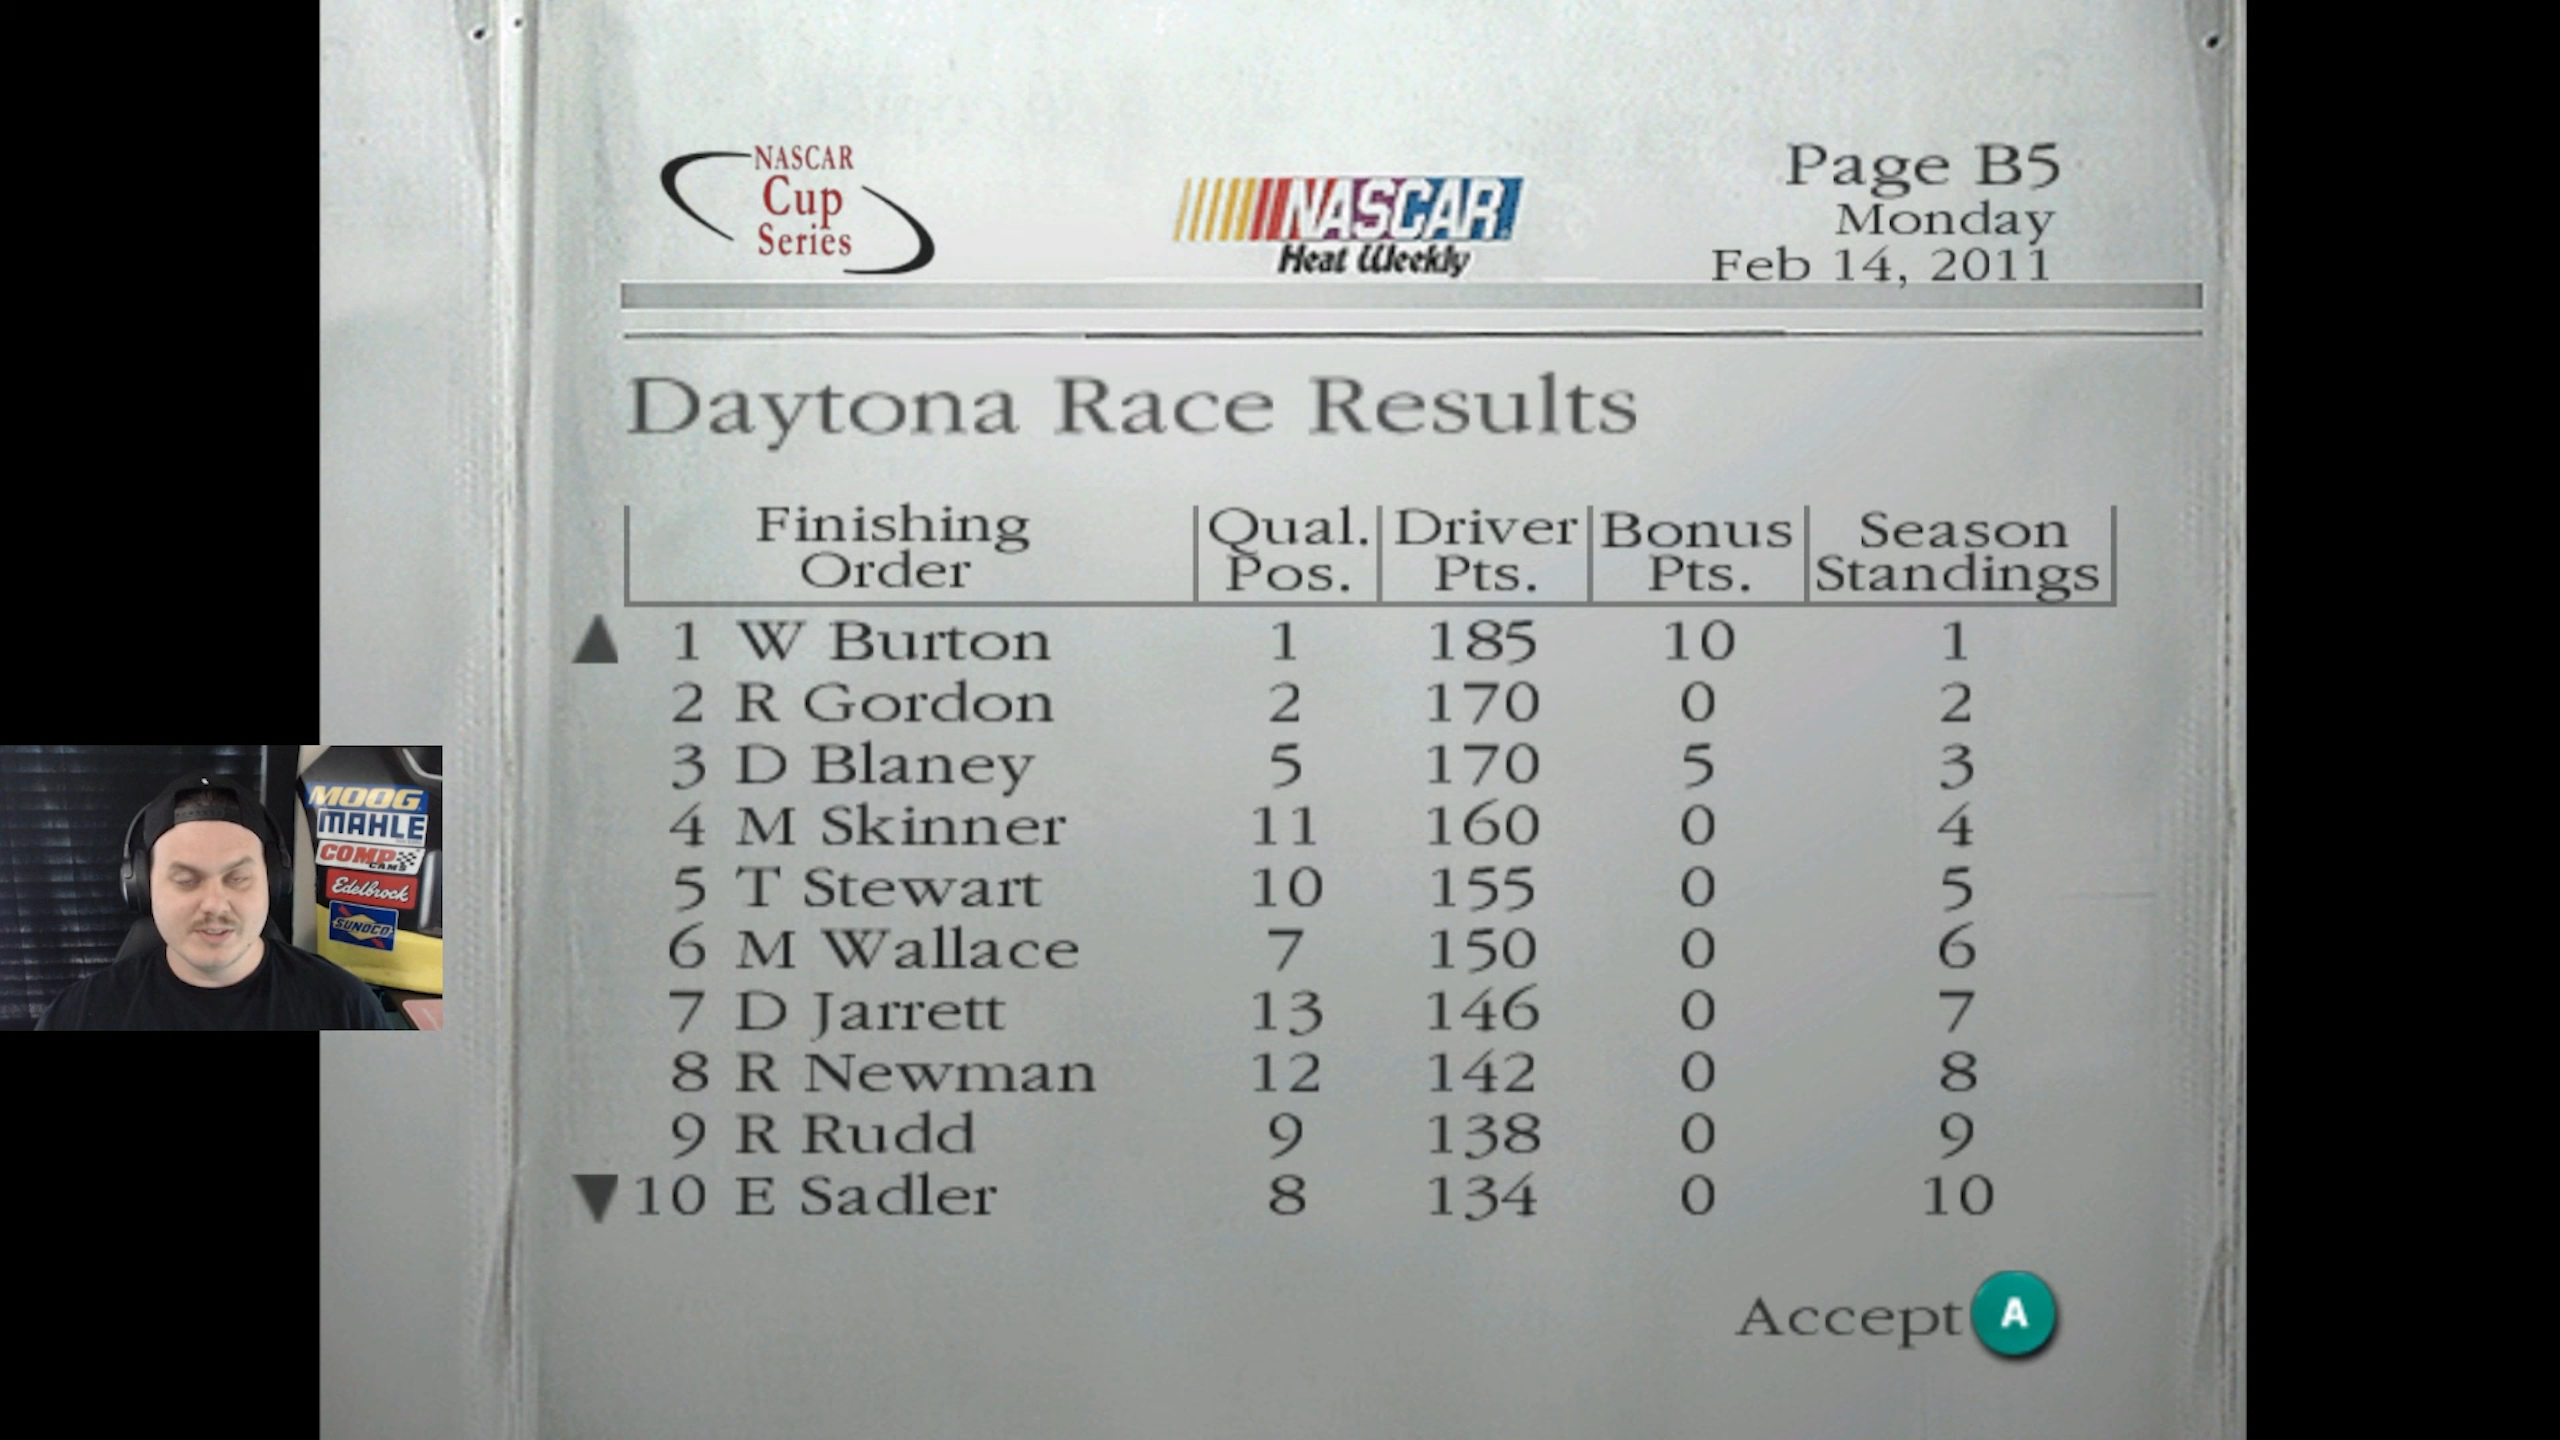 NASCAR
Cup
Series
NASCAR
Heat Weekly
Page B5
Monday
Feb 14, 2011
Daytona Race Results
Finishing Order Qual. Pos. Driver Pts. Bonus Pts. Season Standings
1 W Burton 1 185 10 1
2 R Gordon 2 170 0 2
3 D Blaney 5 170 5 3
4 M Skinner 11 160 0 4
5 T Stewart 10 155 0 5
6 M Wallace 7 150 0 6
7 D Jarrett 13 146 0 7
8 R Newman 12 142 0 8
9 R Rudd 9 138 0 9
10 E Sadler 8 134 0 10
Accept A
MOOG
MAHLE
COMP
CAMS
Edelbrock
SUNOCO